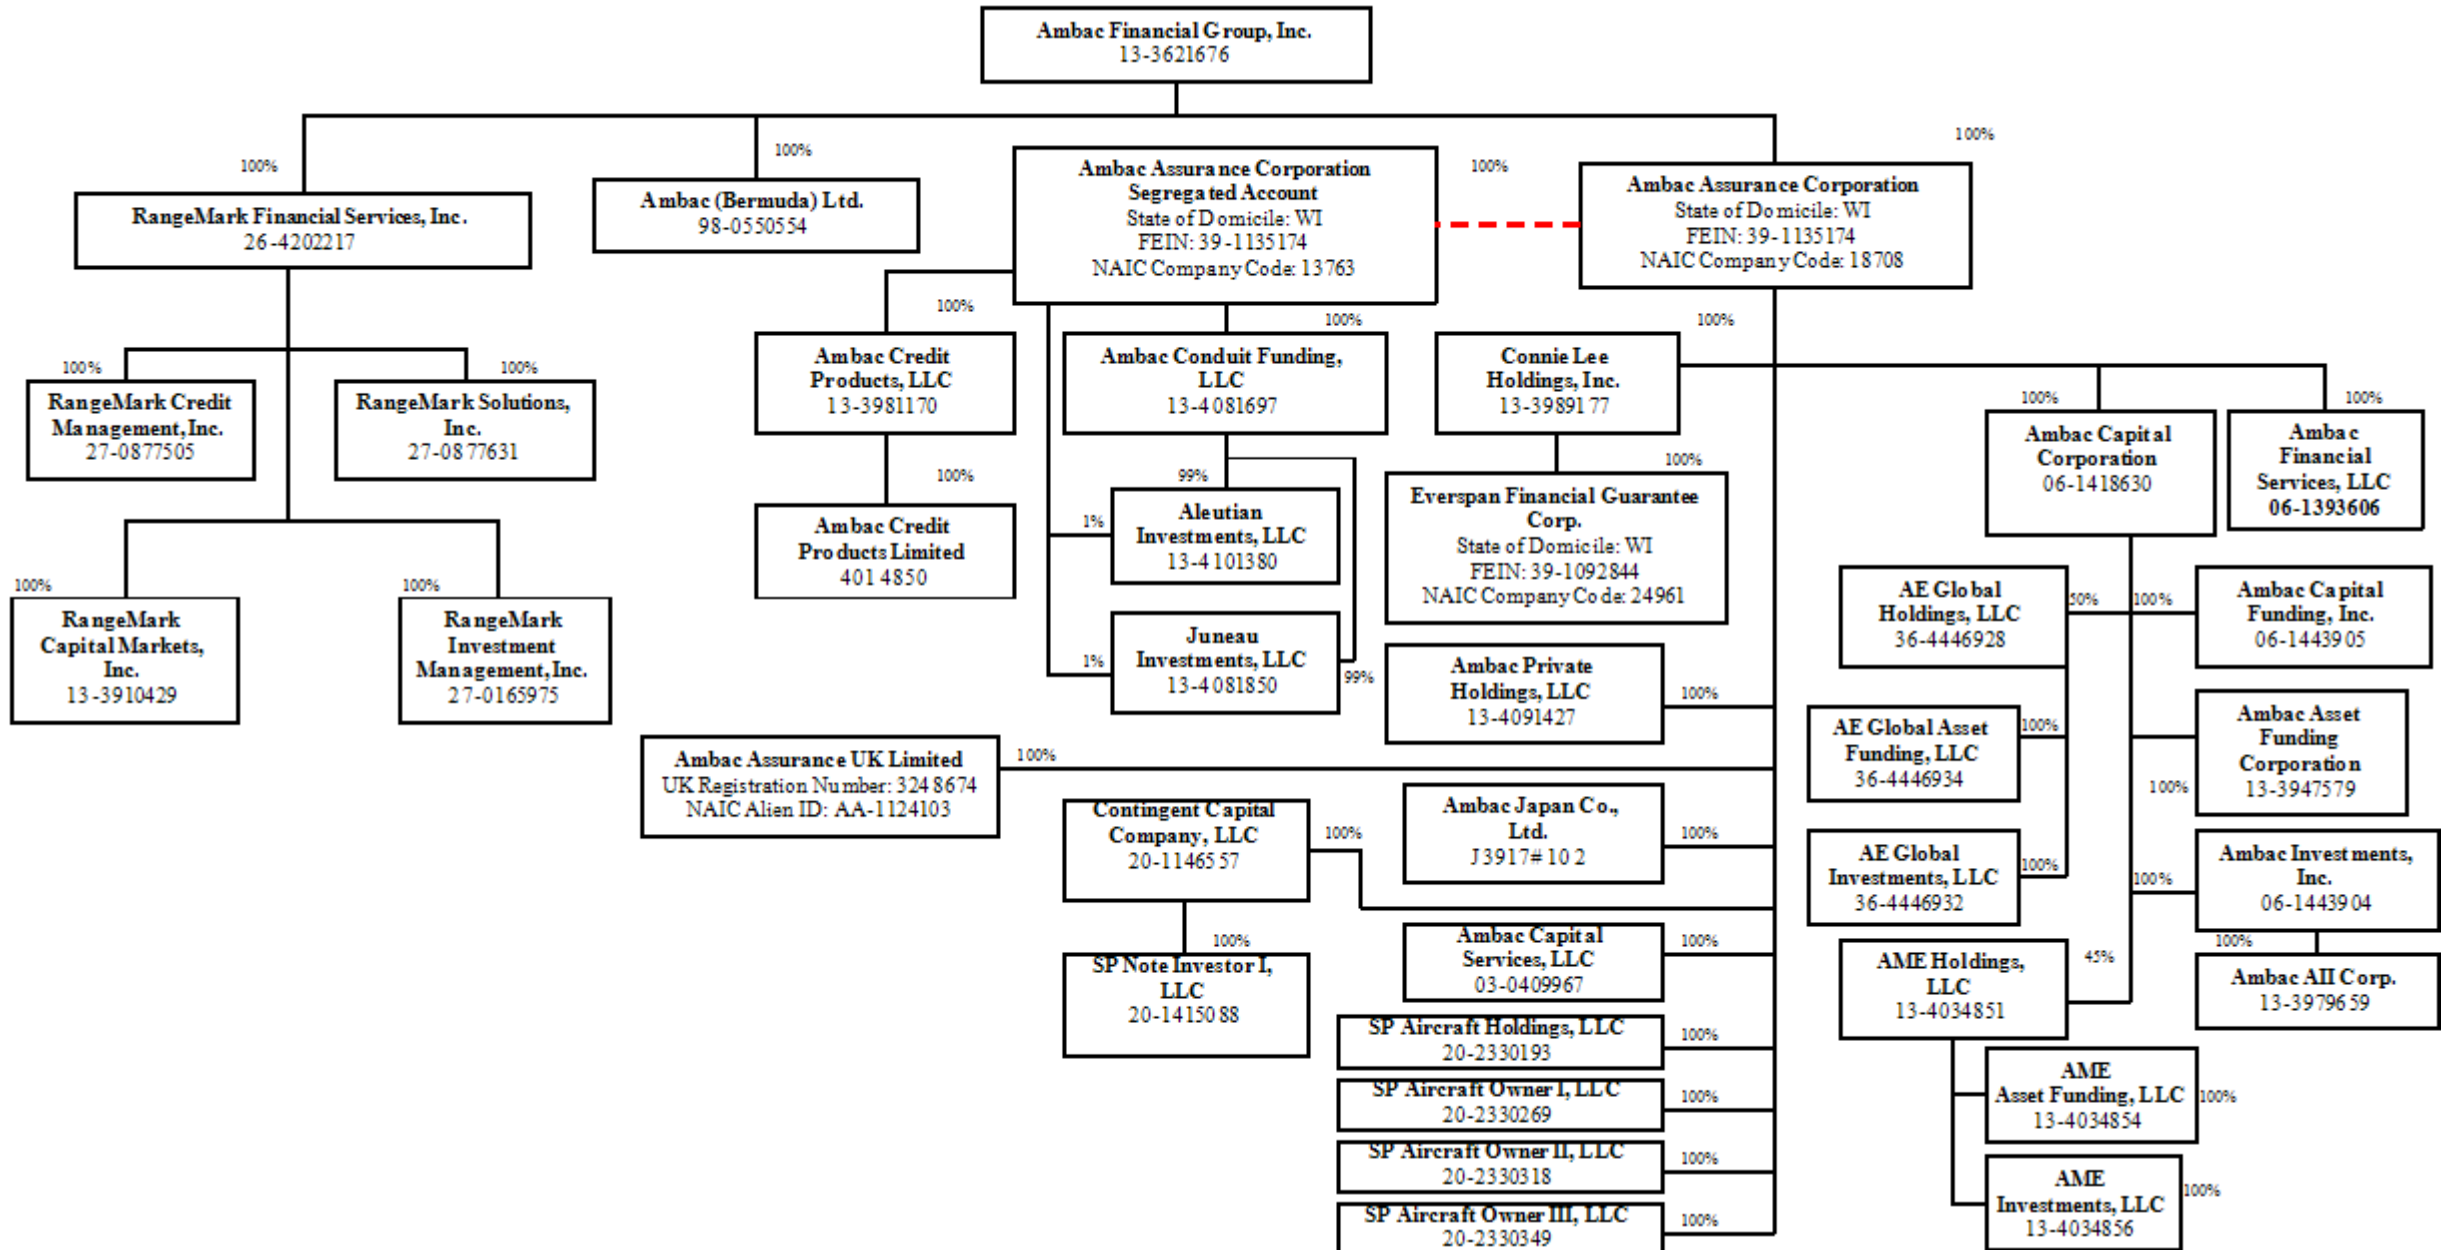 Ambac Financial Group, Inc.
13-3621676
100%
100%
100%
100%
RangeMark Financial Services, Inc.
26-4202217
Ambac (Bermuda) Ltd.
98-0550554
Ambac Assurance Corporation
Segregated Account
State of Domicile: WI
FEIN: 39-1135174
NAIC Company Code: 13763
Ambac Assurance Corporation
State of Domicile: WI
FEIN: 39-1135174
NAIC Company Code: 18708
100%
100%
100%
100%
100%
RangeMark Credit
Management, Inc.
27-0877505
RangeMark Solutions,
Inc.
27-0877631
Ambac Credit
Products, LLC
13-3981170
Ambac Conduit Funding,
LLC
13-4081697
Connie Lee
Holdings, Inc.
13-3989177
100%
100%
Ambac Capital
Corporation
06-1418630
Ambac
Financial
Services, LLC
06-1393606
100%
99%
100%
Ambac Credit
Products Limited
4014850
1%
Aleutian
Investments, LLC
13-4101380
Everspan Financial Guarantee
Corp.
State of Domicile: WI
FEIN: 39-1092844
NAIC Company Code: 24961
100%
100%
RangeMark
Capital Markets,
Inc.
13-3910429
RangeMark
Investment
Management, Inc.
27-0165975
1%
Juneau
Investments, LLC
13-4081850
99%
AE Global
Holdings, LLC
36-4446928
50%
100%
Ambac Capital
Funding, Inc.
06-1443905
Ambac Private
Holdings, LLC
13-4091427
100%
AE Global Asset
Funding, LLC
36-4446934
100%
Ambac Asset
Funding
Corporation
13-3947579
100%
Ambac Assurance UK Limited
UK Registration Number: 3248674
NAIC Alien ID: AA-1124103
100%
Contingent Capital
Company, LLC
20-1146557
100%
Ambac Japan Co.,
Ltd.
J3917#102
100%
AE Global
Investments, LLC
36-4446932
100%
100%
Ambac Investments,
Inc.
06-1443904
100%
SP Note Investor I,
LLC
20-1415088
Ambac Capital
Services, LLC
03-0409967
100%
AME Holdings,
LLC
13-4034851
45%
100%
Ambac AII Corp.
13-3979659
SP Aircraft Holdings, LLC
20-2330193
100%
SP Aircraft Owner I, LLC
20-2330269
100%
AME
Asset Funding, LLC
13-4034854
100%
SP Aircraft Owner II, LLC
20-2330318
100%
AME
Investments, LLC
13-4034856
100%
SP Aircraft Owner III, LLC
20-2330349
100%